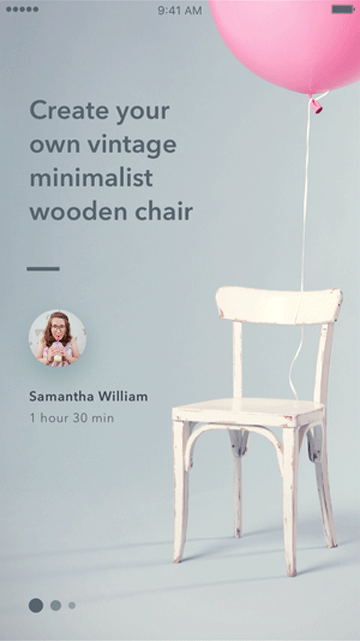 9:41 AM
Create your
own vintage
minimalist
wooden chair
Samantha William
1 hour 30 min